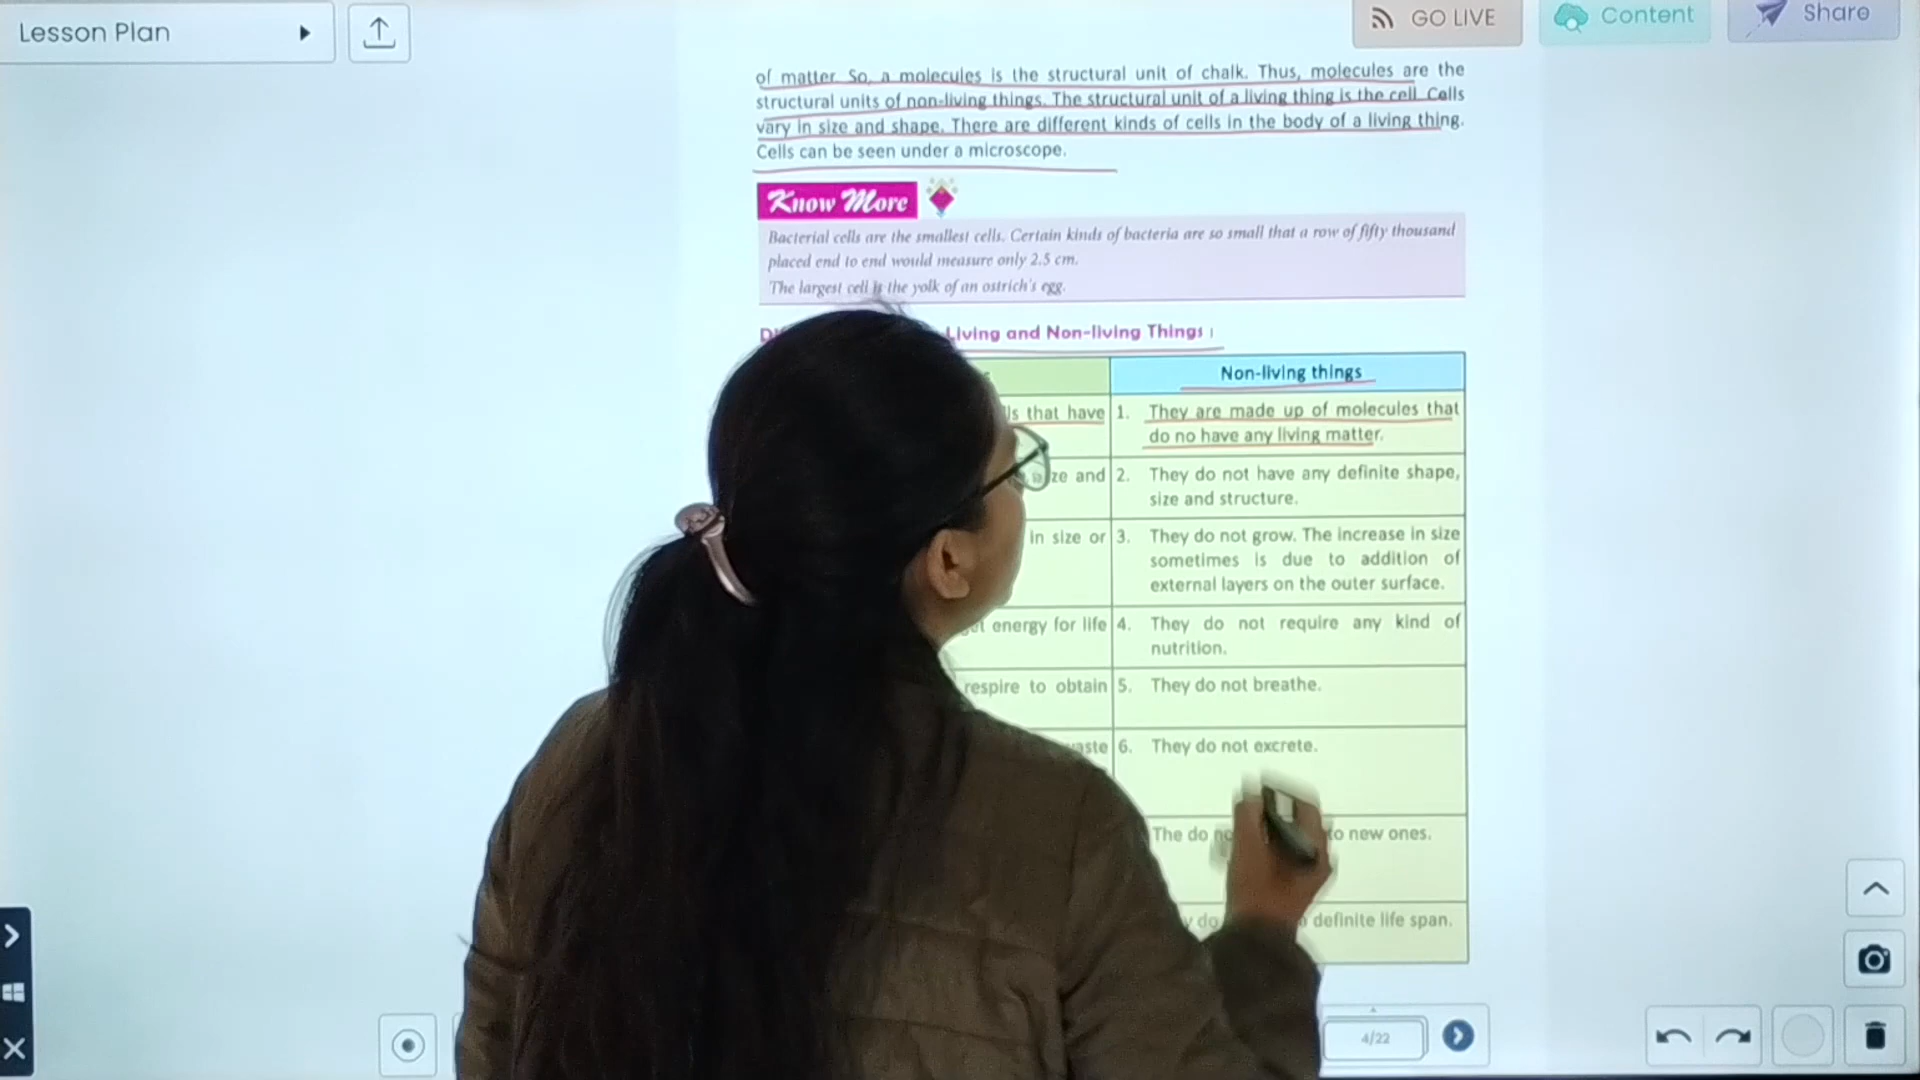 Lesson Plan
GO LIVE
Content
Share
of matter. So, a molecules is the structural unit of chalk. Thus, molecules are the
structural units of non-living things. The structural unit of a living thing is the cell. Cells
vary in size and shape. There are different kinds of cells in the body of a living thing.
Cells can be seen under a microscope.
Know More
Bacterial cells are the smallest cells. Certain kinds of bacteria are so small that a row of fifty thousand
placed end to end would measure only 2.5 cm.
The largest cell is the yolk of an ostrich's egg.
Living and Non-living Things :
Non-living things
that have
1. They are made up of molecules that
do no have any living matter.
and
2. They do not have any definite shape,
size and structure.
in size or
3. They do not grow. The increase in size
sometimes is due to addition of
external layers on the outer surface.
energy for life
4. They do not require any kind of
nutrition.
respire to obtain
5. They do not breathe.
6. They do not excrete.
The do to new ones.
do definite life span.
4/22